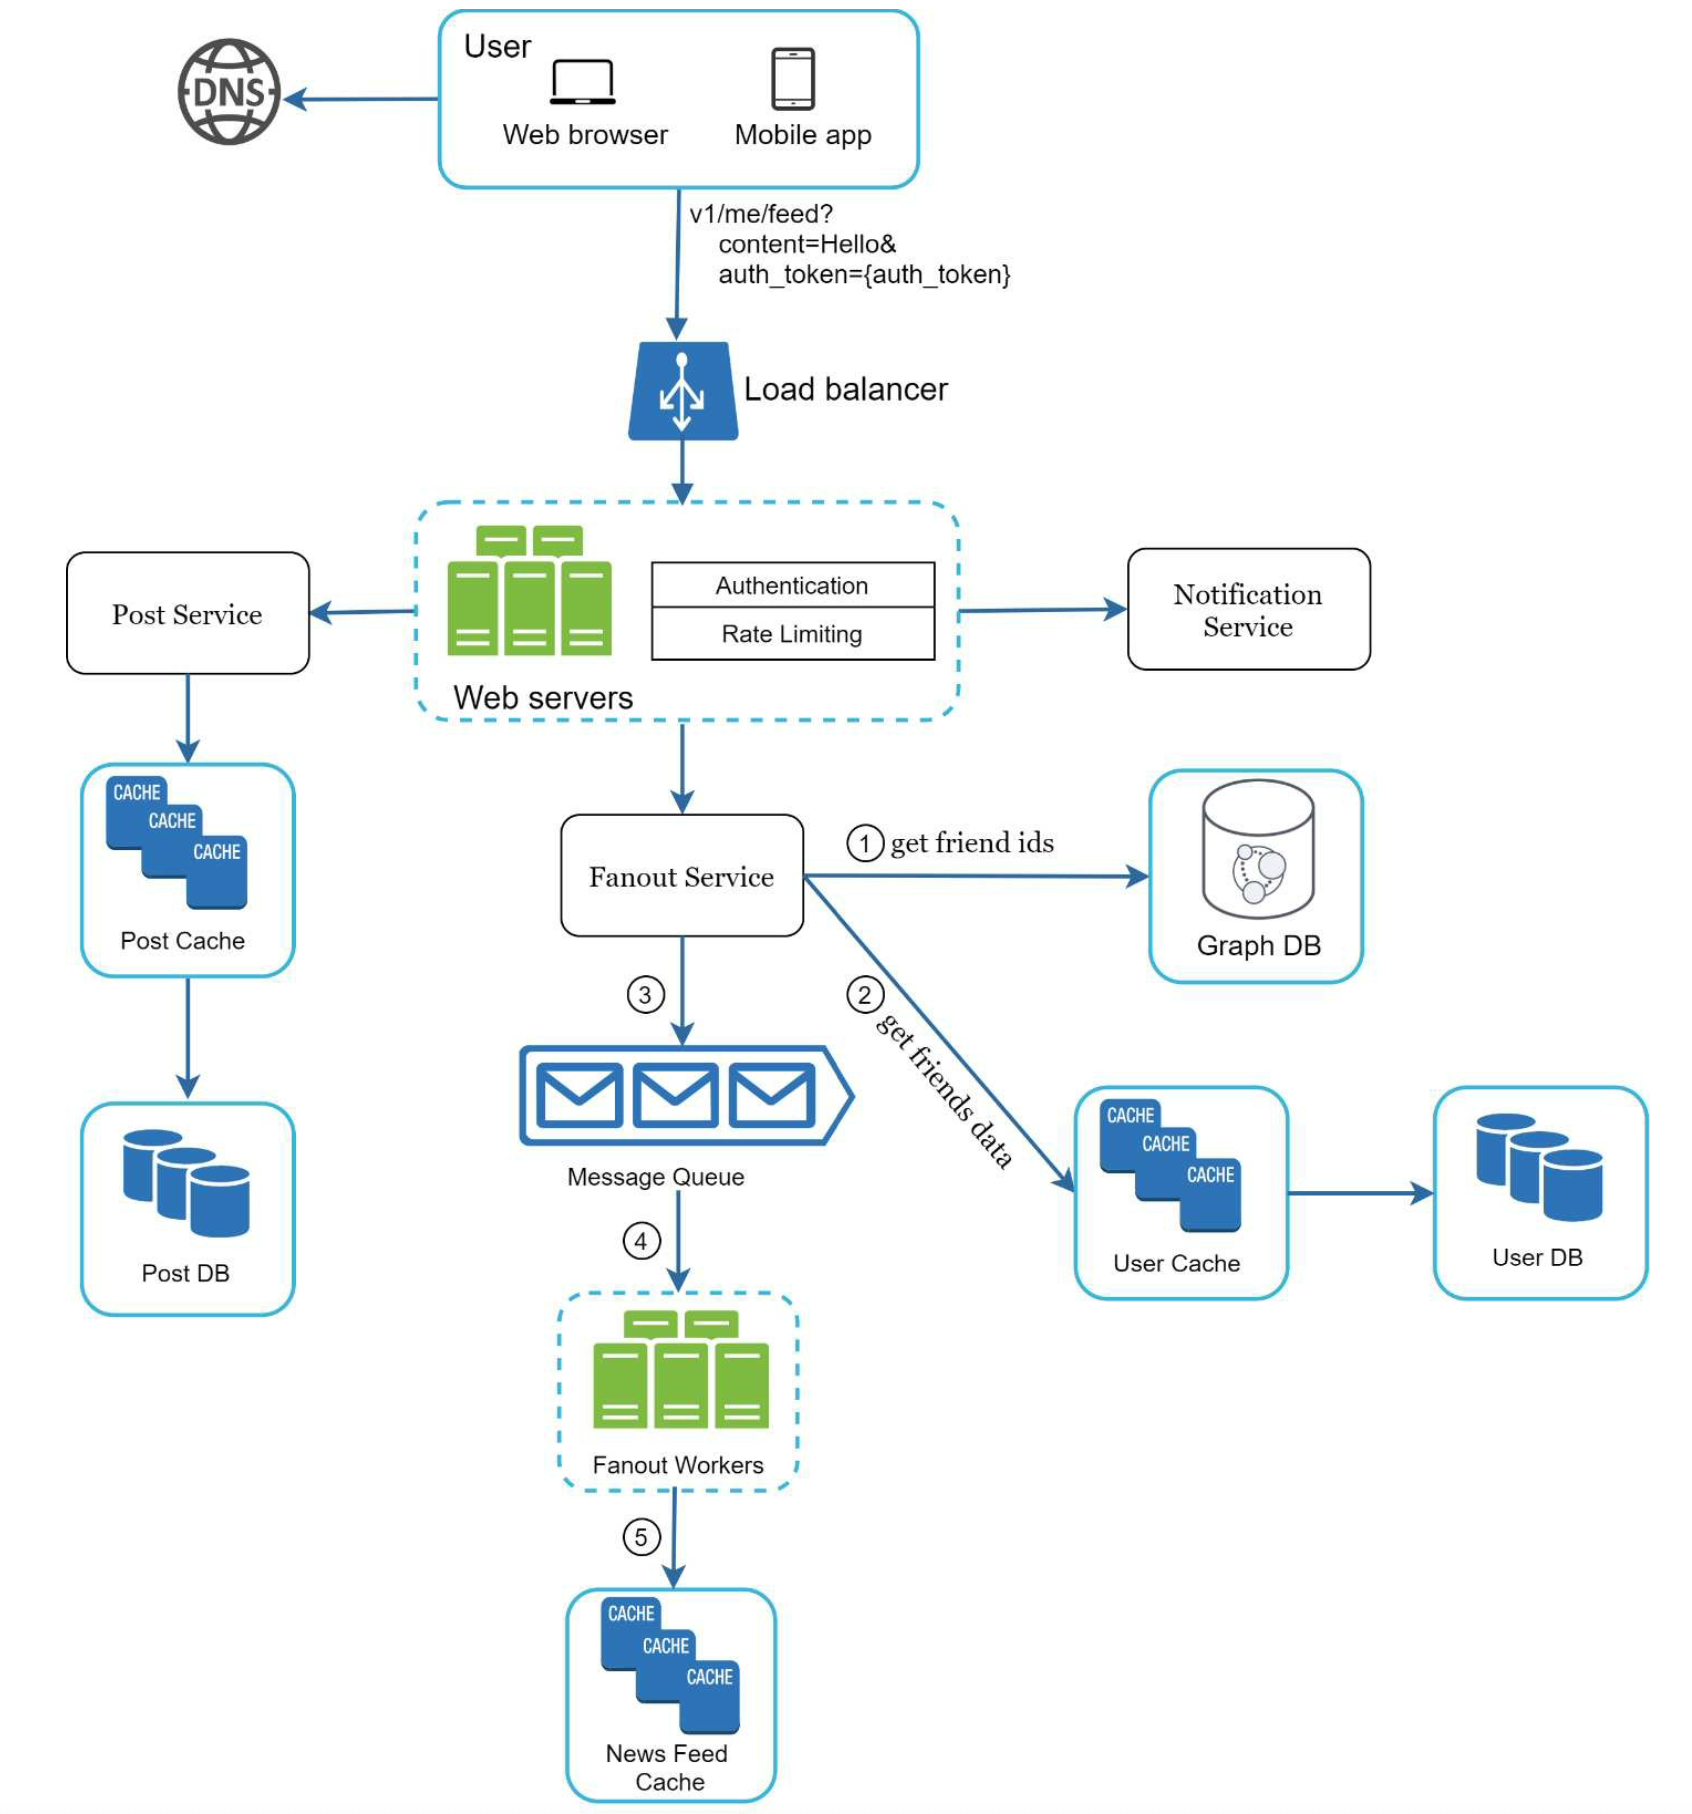 DNS
User
Web browser
Mobile app
v1/me/feed?
content=Hello&
auth_token={auth_token}
Load balancer
Post Service
Authentication
Rate Limiting
Web servers
Notification
Service
CACHE
CACHE
CACHE
Post Cache
Fanout Service
1 get friend ids
Graph DB
3
2 get friends data
Message Queue
Post DB
CACHE
CACHE
CACHE
User Cache
User DB
4
Fanout Workers
5
CACHE
CACHE
CACHE
News Feed
Cache